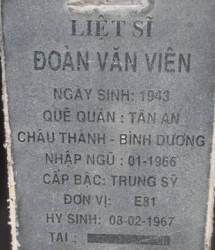 LIỆT SĨ
ĐOÀN VĂN VIÊN
NGÀY SINH: 1943
QUÊ QUÁN : TÂN AN
CHÂU THÀNH - BÌNH DƯƠNG
NHẬP NGŨ : 01-1966
CẤP BẬC: TRUNG SỸ
ĐƠN VỊ: E81
HY SINH: 08-02-1967
TẠI :